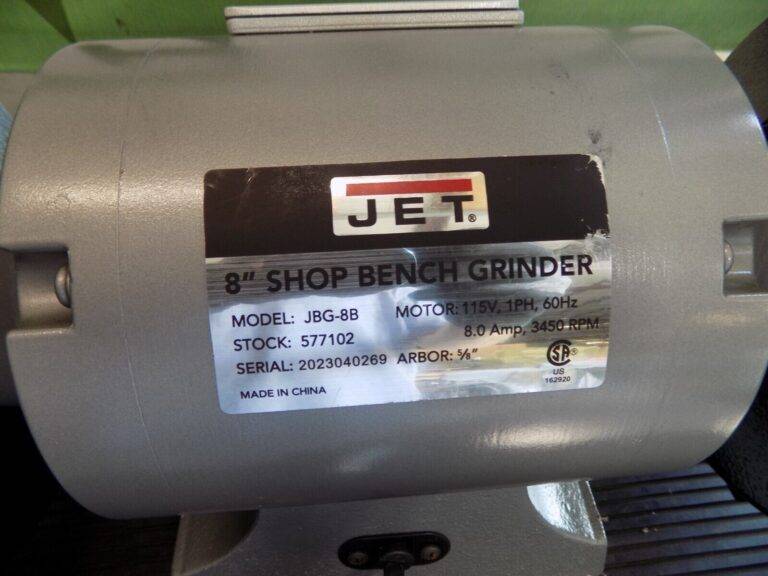 JET®
8" SHOP BENCH GRINDER
MODEL: JBG-8B MOTOR: 115V, 1PH, 60Hz
STOCK: 577102 8.0 Amp, 3450 RPM
SERIAL: 2023040269 ARBOR: ⅝"
SA®
US
162920
MADE IN CHINA